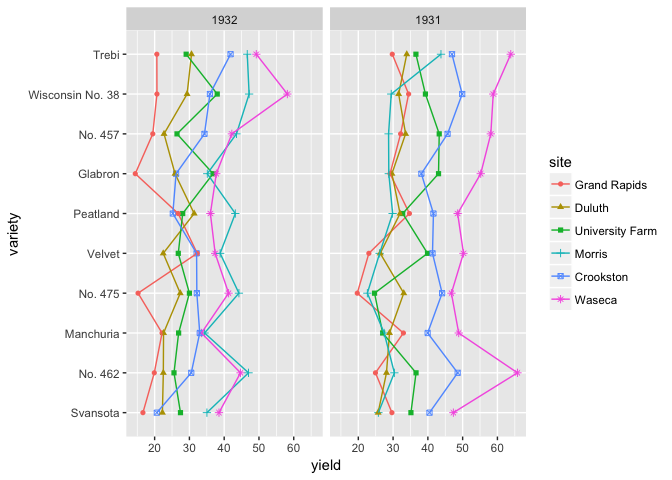 1932 1931
Trebi
Wisconsin No. 38
No. 457
Glabron
Peatland
Velvet
No. 475
Manchuria
No. 462
Svansota
variety
20 30 40 50 60 20 30 40 50 60
yield
site
Grand Rapids
Duluth
University Farm
Morris
Crookston
Waseca